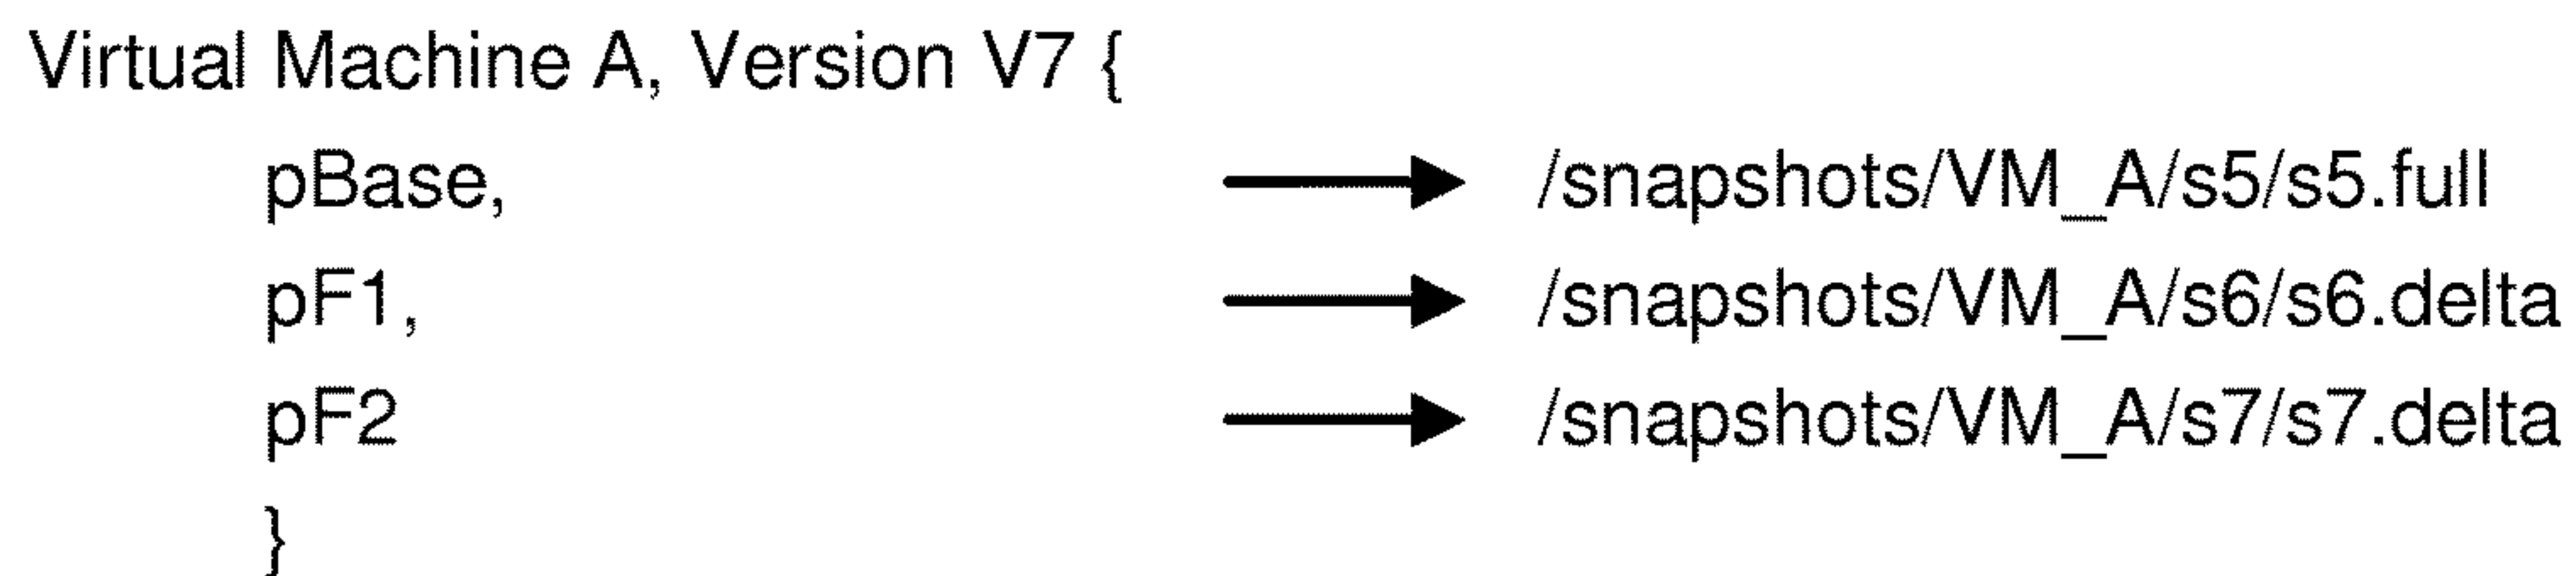 Virtual Machine A, Version V7 {
pBase, /snapshots/VM_A/s5/s5.full
pF1, /snapshots/VM_A/s6/s6.delta
pF2 /snapshots/VM_A/s7/s7.delta
}